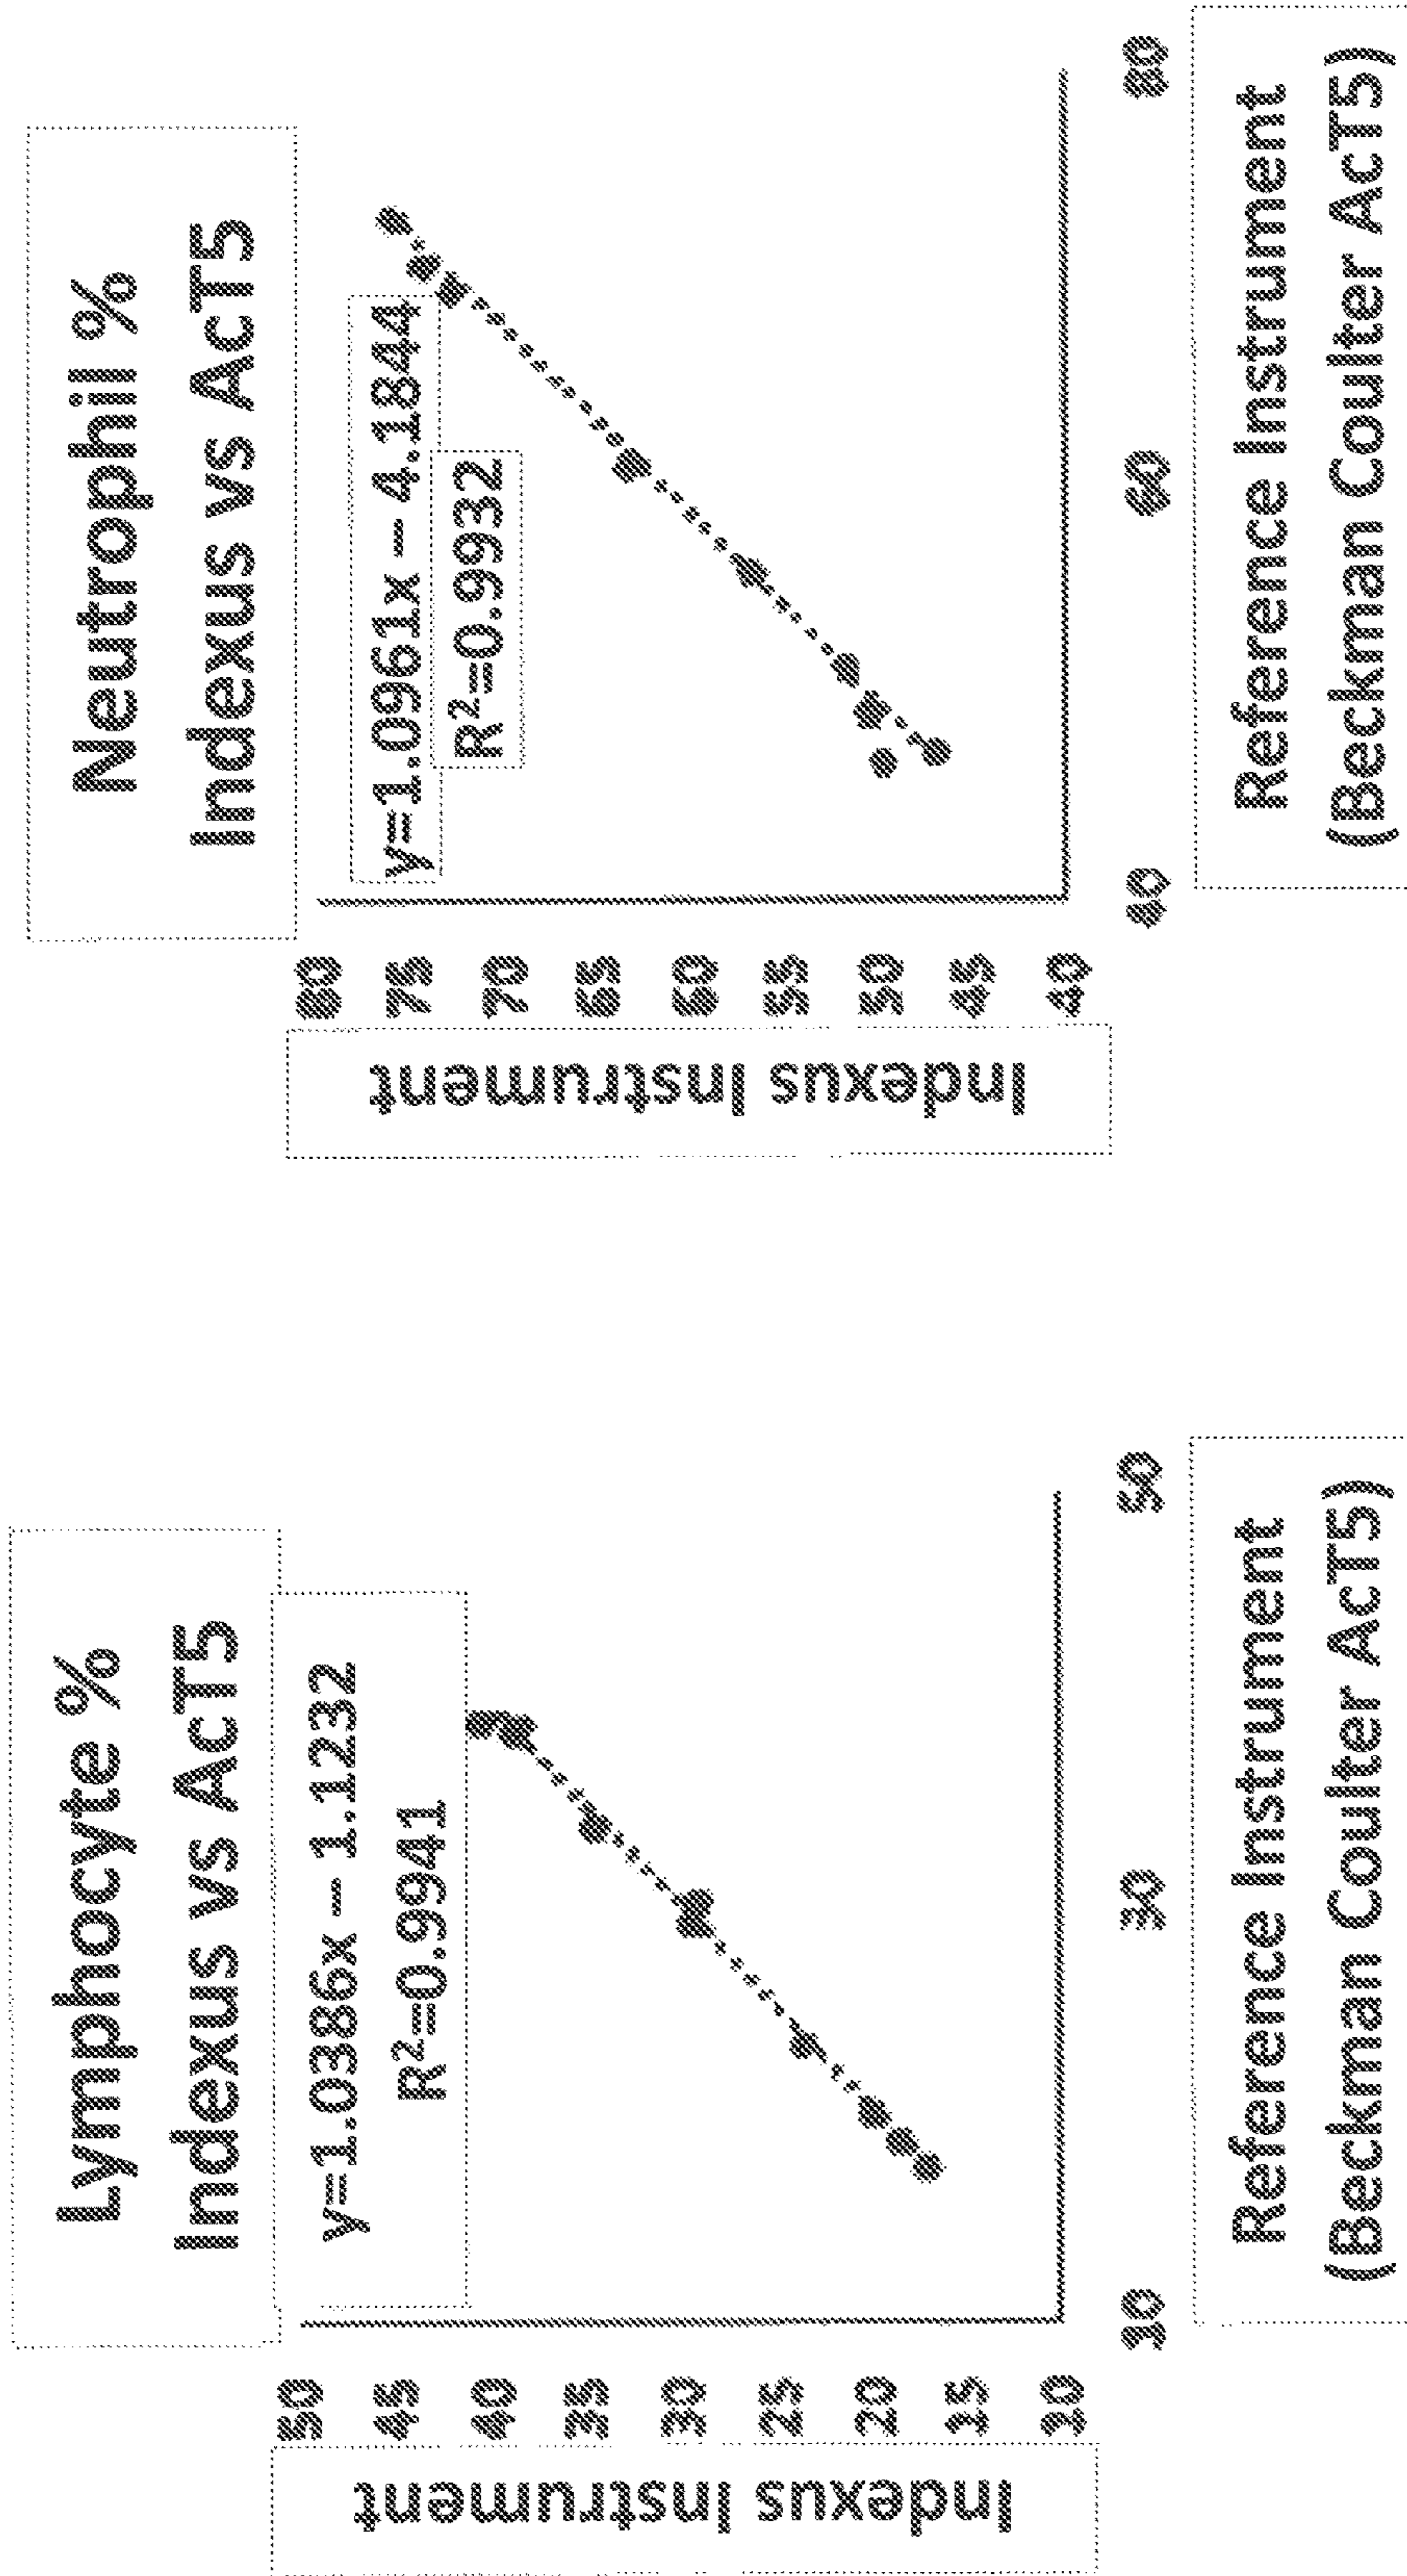 Lymphocyte %
Indexus vs AcT5
y=1.0386x – 1.1232
R²=0.9941
50
45
40
35
30
25
20
15
10
Indexus Instrument
10
30
50
Reference Instrument
(Beckman Coulter AcT5)
Neutrophil %
Indexus vs AcT5
y=1.0961x – 4.1844
R²=0.9932
80
75
70
65
60
55
50
45
40
Indexus Instrument
40
60
80
Reference Instrument
(Beckman Coulter AcT5)